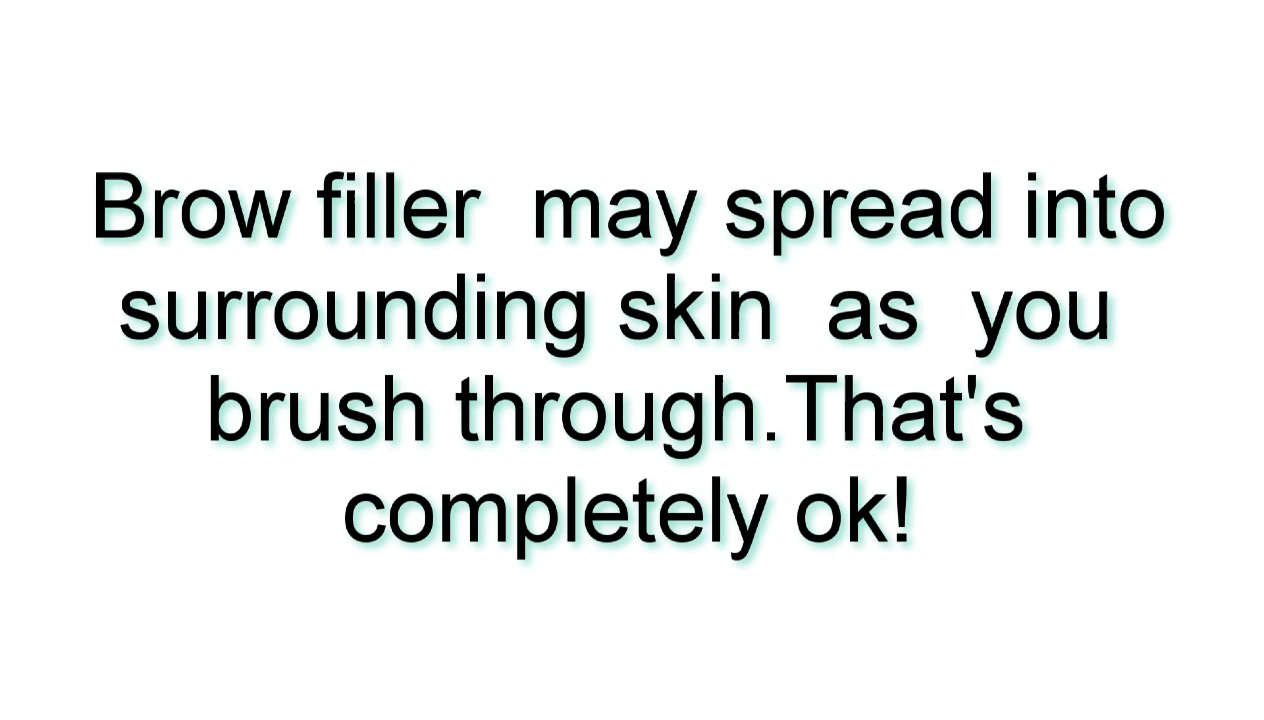 Brow filler  may spread into
surrounding skin  as  you
brush through.That's
completely ok!